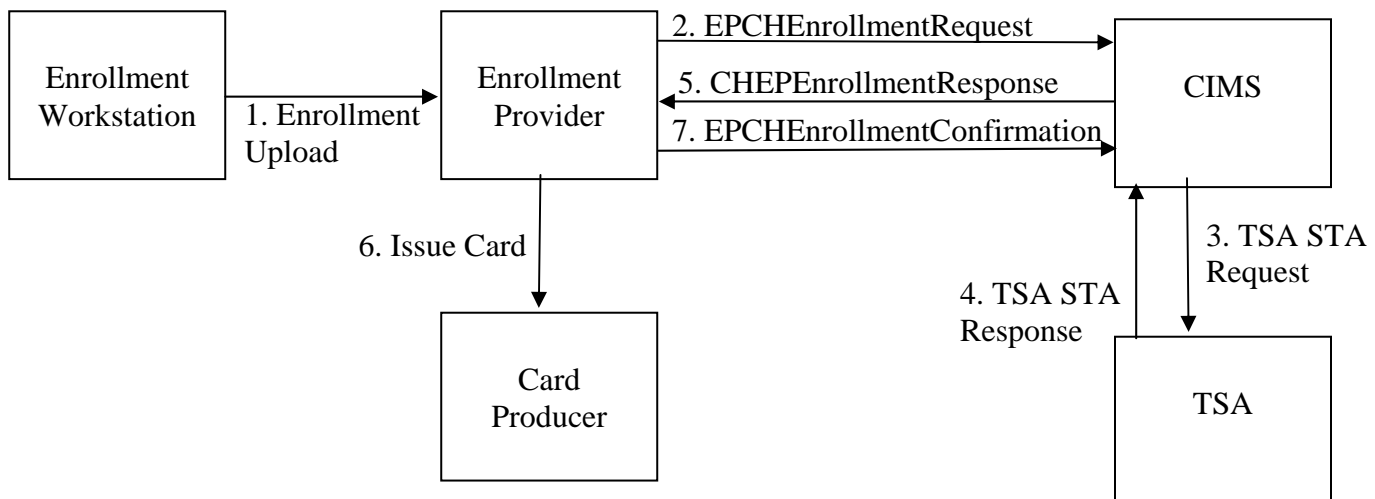 Enrollment
Workstation
1. Enrollment
Upload
Enrollment
Provider
2. EPCHEnrollmentRequest
5. CHEPEnrollmentResponse
7. EPCHEnrollmentConfirmation
CIMS
6. Issue Card
3. TSA STA
Request
4. TSA STA
Response
Card
Producer
TSA